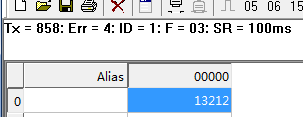 05 06 15
Tx = 858: Err = 4: ID = 1: F = 03: SR = 100ms
Alias 00000
0 13212